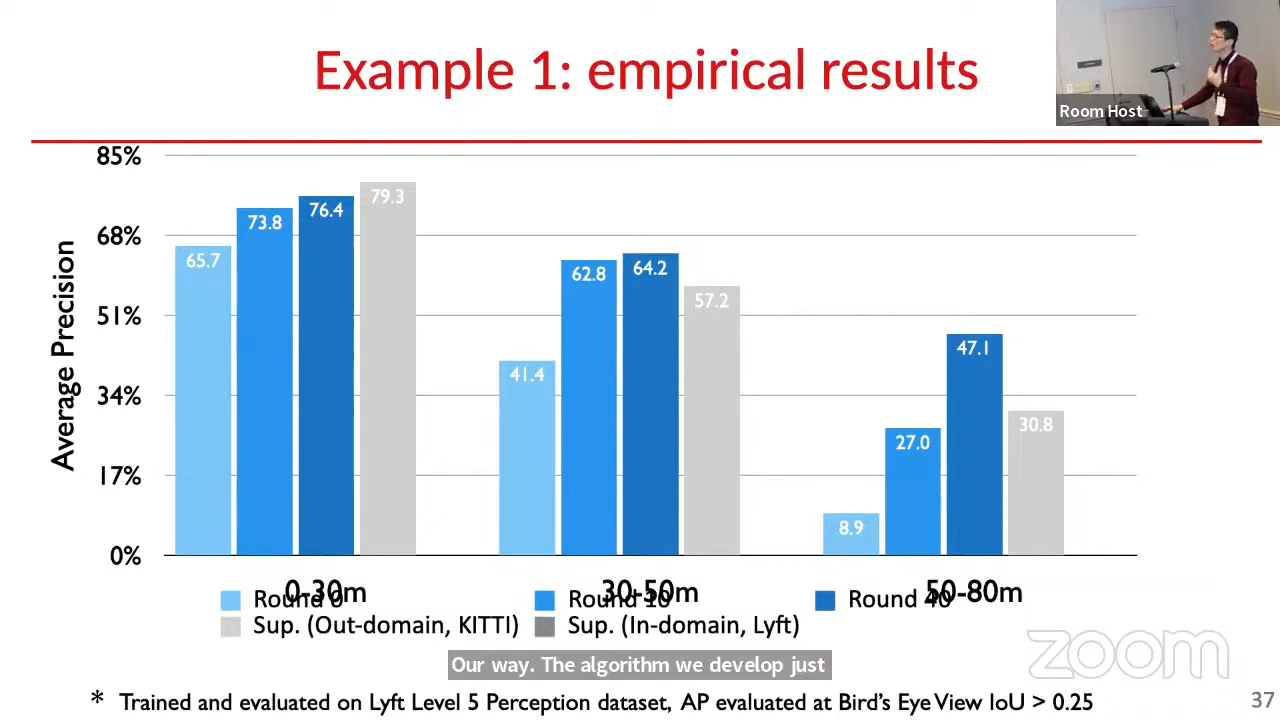 Example 1: empirical results
Room Host
Average Precision
85%
68%
51%
34%
17%
0%
65.7
73.8
76.4
79.3
41.4
62.8
64.2
57.2
8.9
27.0
47.1
30.8
0-30m
30-50m
50-80m
Round 0
Round 10
Round 40
Sup. (Out-domain, KITTI)
Sup. (In-domain, Lyft)
zoom
Our way. The algorithm we develop just
* Trained and evaluated on Lyft Level 5 Perception dataset, AP evaluated at Bird's Eye View IoU > 0.25
37